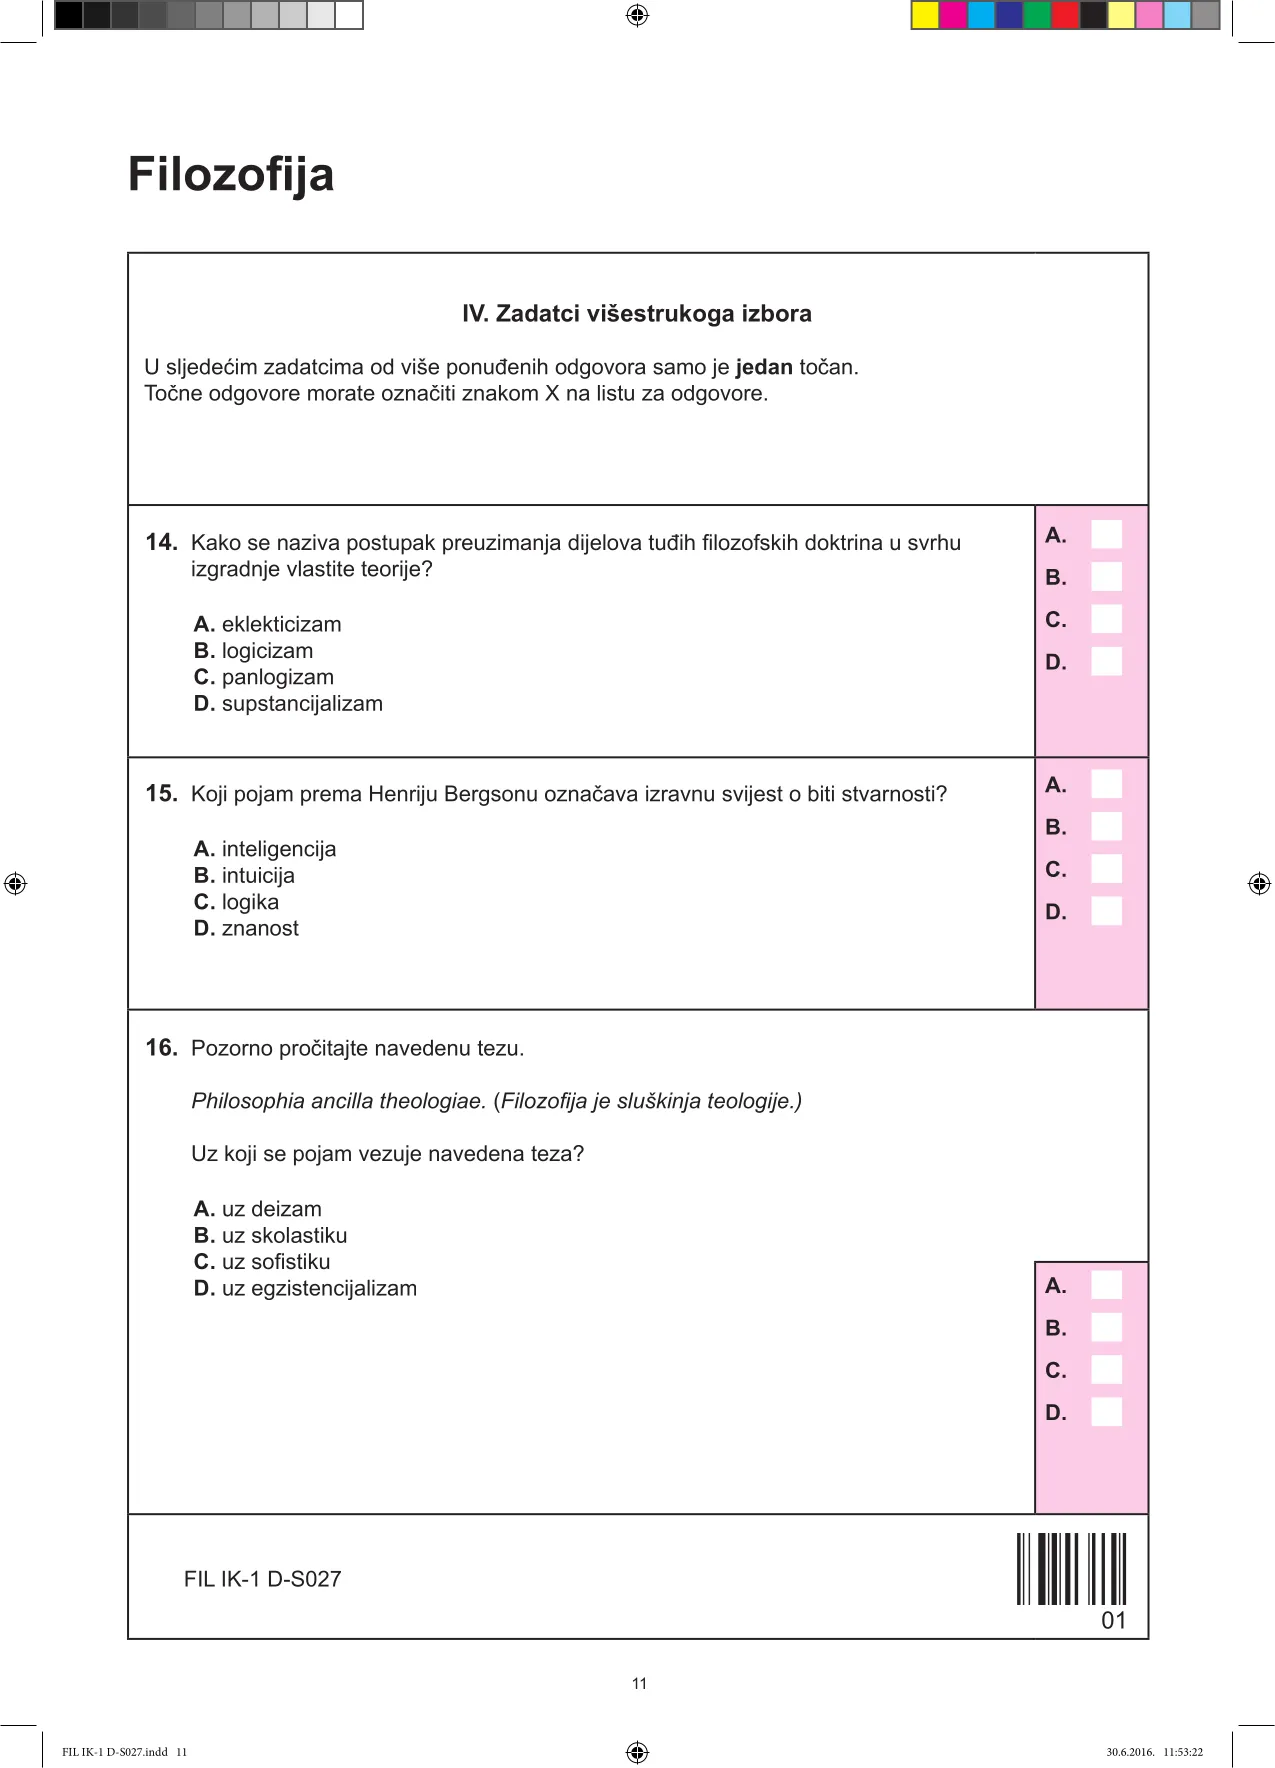 Filozofija
IV. Zadatci višestrukoga izbora
U sljedećim zadatcima od više ponuđenih odgovora samo je jedan točan.
Točne odgovore morate označiti znakom X na listu za odgovore.
14. Kako se naziva postupak preuzimanja dijelova tuđih filozofskih doktrina u svrhu
izgradnje vlastite teorije?
A. eklekticizam
B. logicizam
C. panlogizam
D. supstancijalizam
A.
B.
C.
D.
15. Koji pojam prema Henriju Bergsonu označava izravnu svijest o biti stvarnosti?
A. inteligencija
B. intuicija
C. logika
D. znanost
A.
B.
C.
D.
16. Pozorno pročitajte navedenu tezu.
Philosophia ancilla theologiae. (Filozofija je sluškinja teologije.)
Uz koji se pojam vezuje navedena teza?
A. uz deizam
B. uz skolastiku
C. uz sofistiku
D. uz egzistencijalizam
A.
B.
C.
D.
FIL IK-1 D-S027
01
11
FIL IK-1 D-S027.indd 11
30.6.2016. 11:53:22